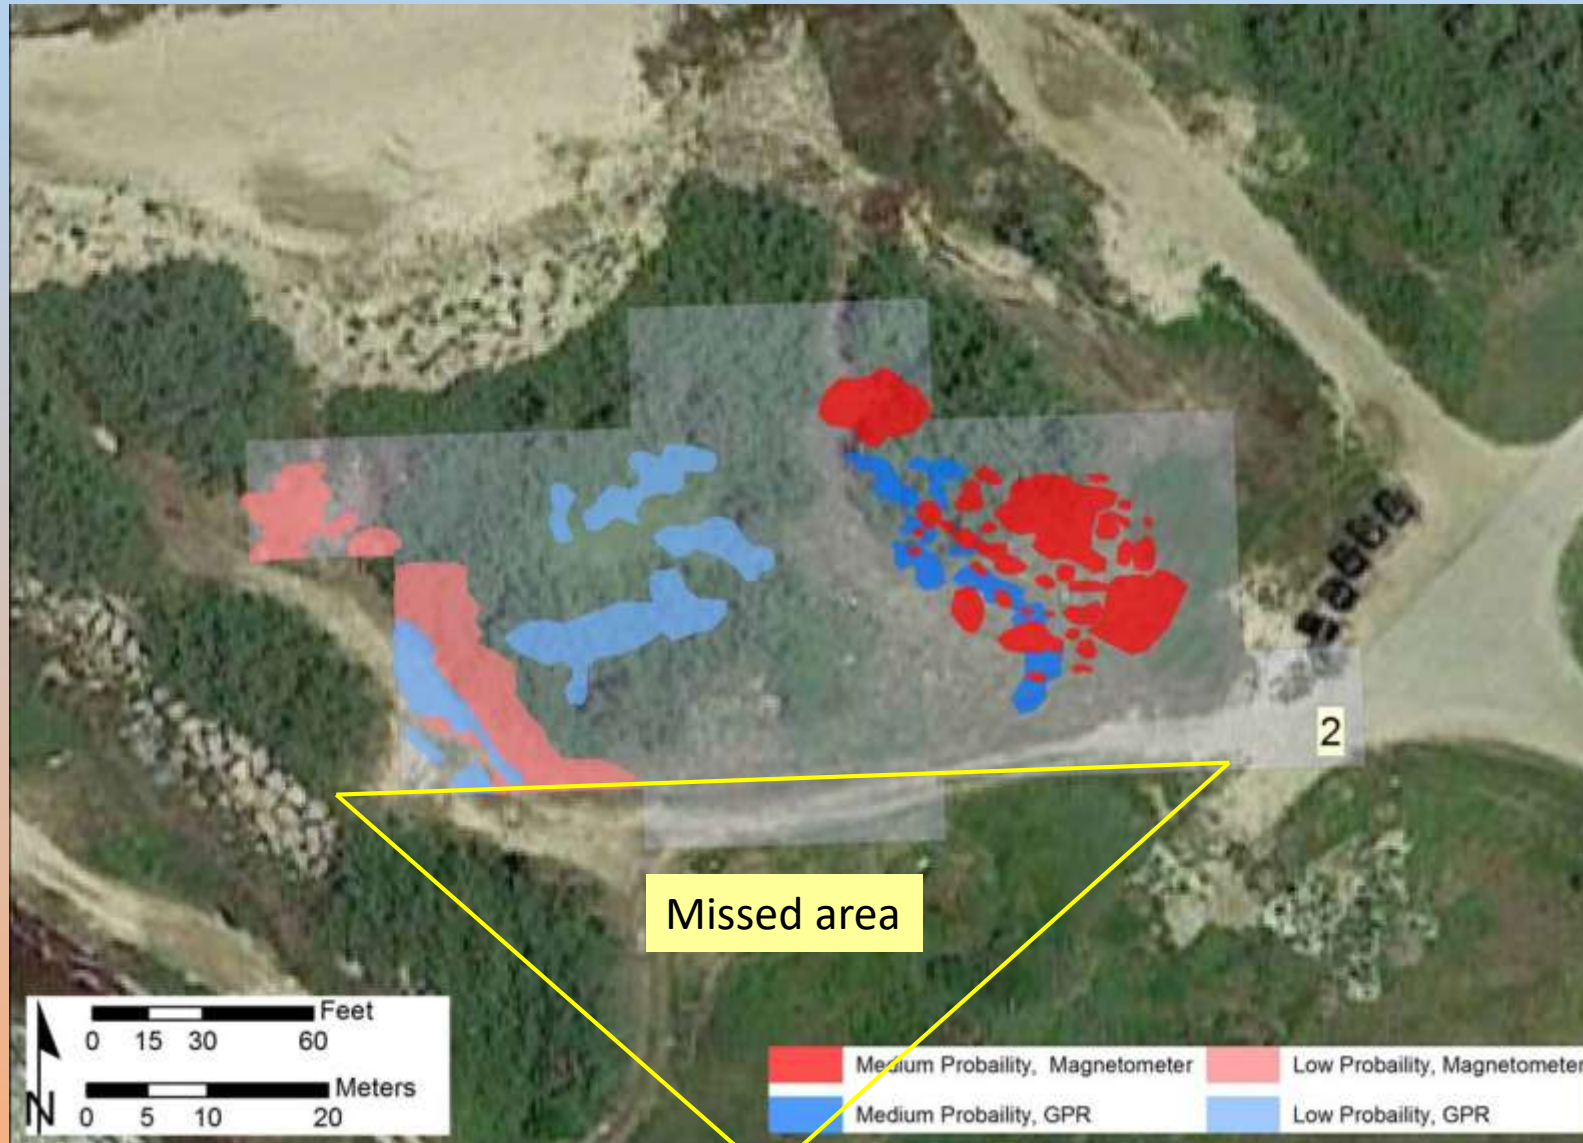 2
Missed area
Feet
0 15 30 60
Meters
0 5 10 20
N
Medium Probaility, Magnetometer
Low Probaility, Magnetometer
Medium Probaility, GPR
Low Probaility, GPR